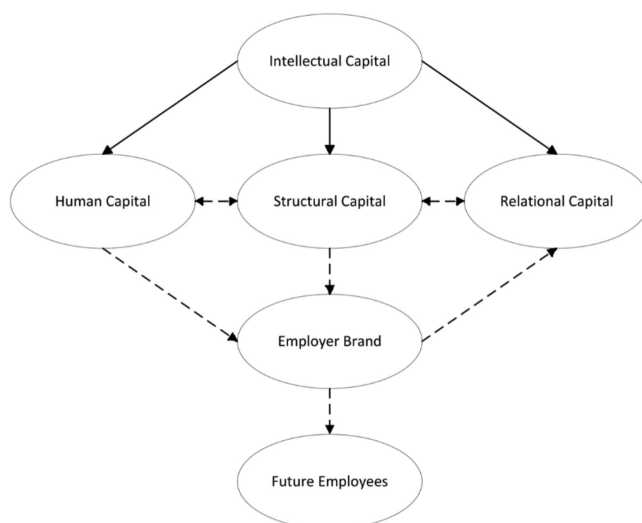 Intellectual Capital
Human Capital
Structural Capital
Relational Capital
Employer Brand
Future Employees